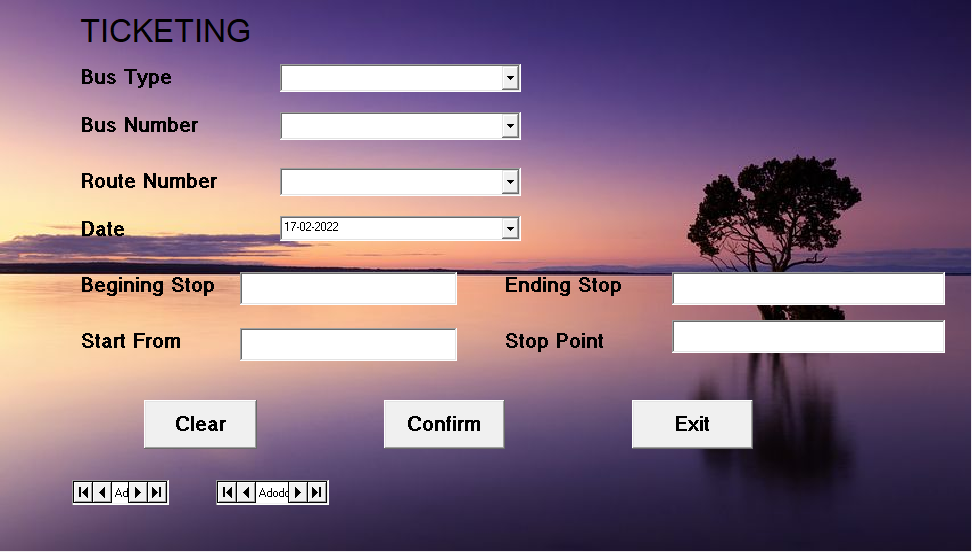 TICKETING
Bus Type
Bus Number
Route Number
Date 17-02-2022
Begining Stop Ending Stop
Start From Stop Point
Clear Confirm Exit
Ad Adodc